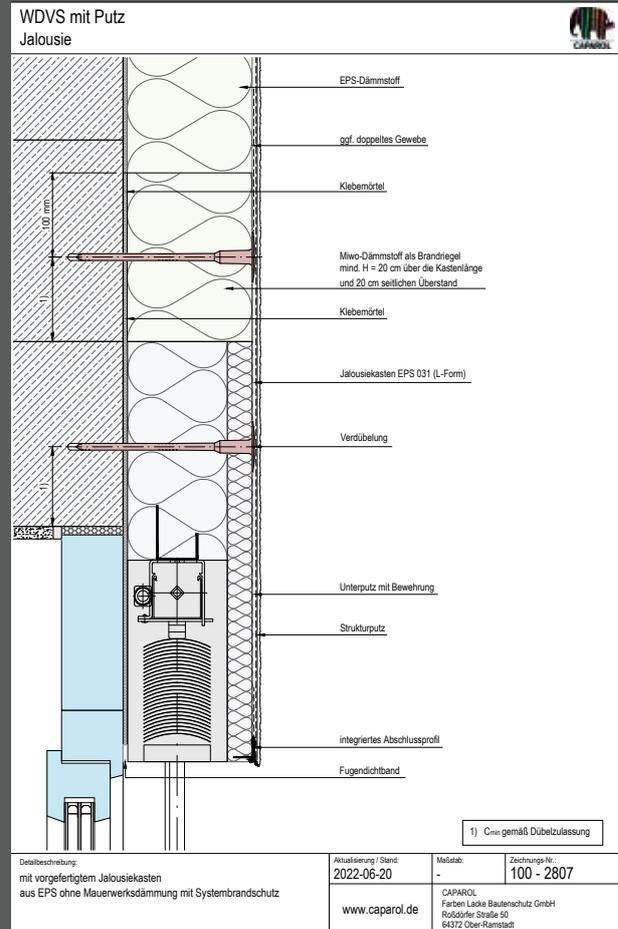 WDVS mit Putz
Jalousie
CAPAROL
EPS-Dämmstoff
ggf. doppeltes Gewebe
Klebemörtel
100 mm
Miwo-Dämmstoff als Brandriegel
mind. H = 20 cm über die Kastenlänge
und 20 cm seitlichen Überstand
1)
Klebemörtel
Jalousiekasten EPS 031 (L-Form)
Verdübelung
1)
Unterputz mit Bewehrung
Strukturputz
integriertes Abschlussprofil
Fugendichtband
1) Cmin gemäß Dübelzulassung
Detailbeschreibung:
mit vorgefertigtem Jalousiekasten
aus EPS ohne Mauerwerksdämmung mit Systembrandschutz
Aktualisierung / Stand:
2022-06-20
Maßstab:
-
Zeichnungs-Nr.:
100 - 2807
www.caparol.de
CAPAROL
Farben Lacke Bautenschutz GmbH
Roßdörfer Straße 50
64372 Ober-Ramstadt